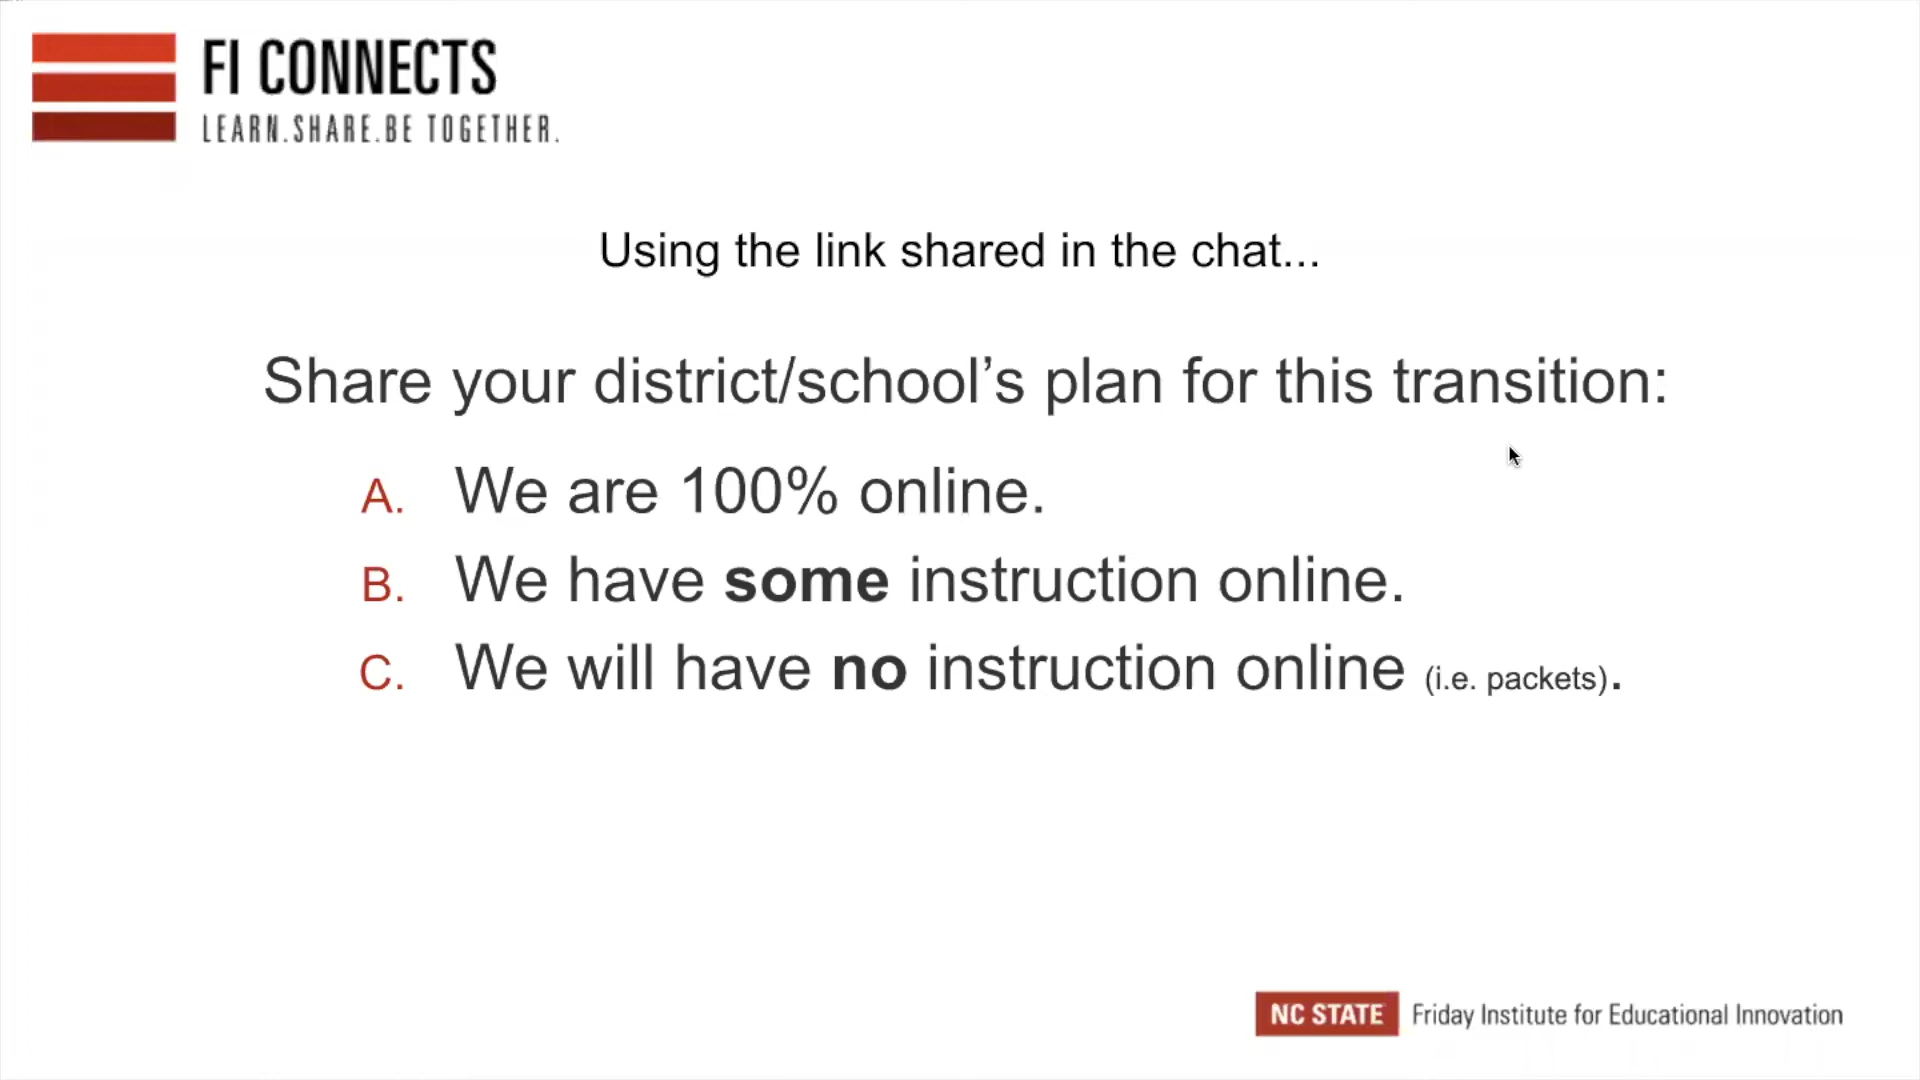 FI CONNECTS
LEARN.SHARE.BE TOGETHER.
Using the link shared in the chat...
Share your district/school’s plan for this transition:
A. We are 100% online.
B. We have some instruction online.
C. We will have no instruction online (i.e. packets).
NC STATE Friday Institute for Educational Innovation